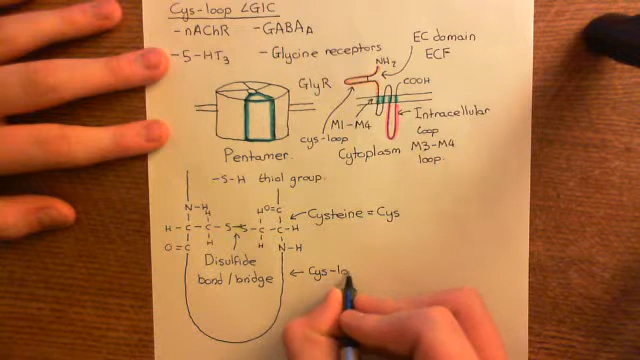 Cys-loop LGIC
- nAChR - GABAA
- 5-HT3 - Glycine receptors
EC domain
ECF
NH2
GlyR
COOH
M1-M4
cys-loop
Intracellular
loop
M3-M4
loop.
Pentamer.
Cytoplasm
-S-H thiol group.
N-H
H
HO=C
H-C-C-S-S-C-C-H
Cysteine = Cys
O=C
H
H
N-H
Disulfide
bond/bridge
Cys-lo